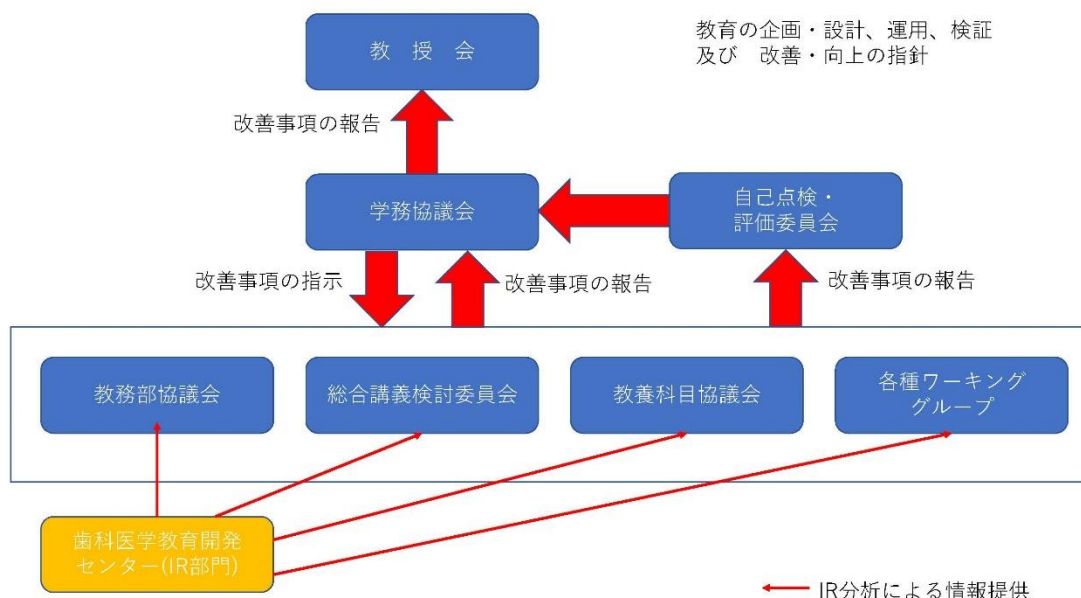 教　授　会
教育の企画・設計、運用、検証
及び　改善・向上の指針
改善事項の報告
学務協議会
自己点検・
評価委員会
改善事項の指示
改善事項の報告
改善事項の報告
教務部協議会
総合講義検討委員会
教養科目協議会
各種ワーキング
グループ
歯科医学教育開発
センター(IR部門)
IR分析による情報提供